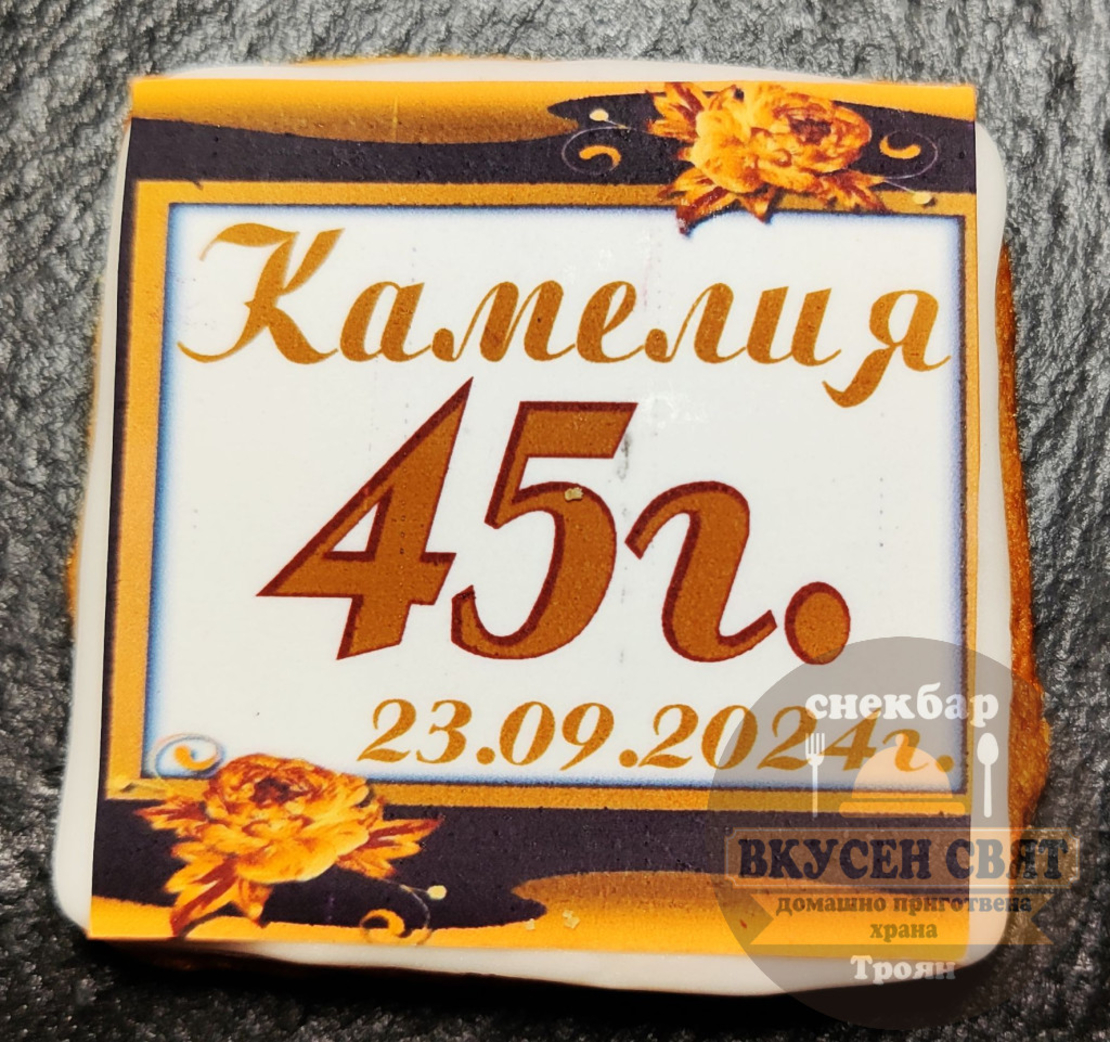 Камелия
45г.
23.09.2024г.
снекбар
ВКУСЕН СВЯТ
домашно приготвена
храна
Троян